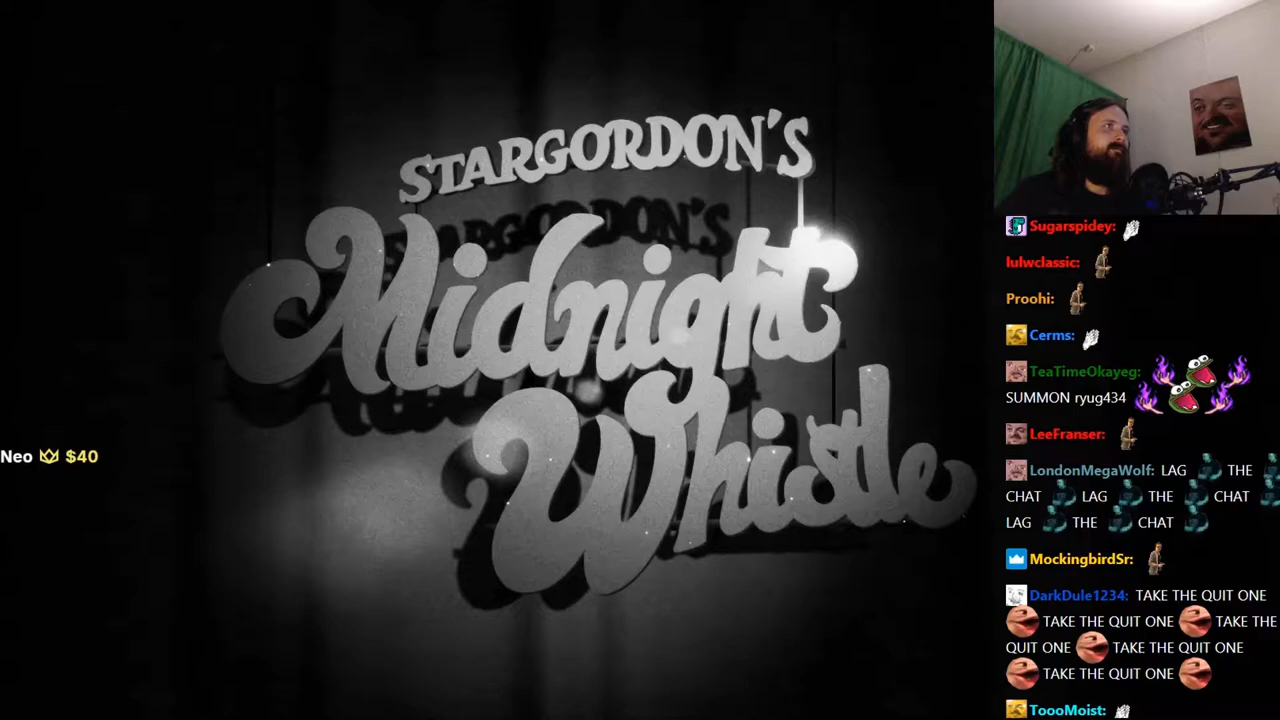 STARGORDON'S
Midnight
Whistle
Neo $40
Sugarspidey:
lulwclassic:
Proohi:
Cerms:
TeaTimeOkayeg:
SUMMON ryug434
LeeFranser:
LondonMegaWolf: LAG THE
CHAT LAG THE CHAT
LAG THE CHAT
MockingbirdSr:
DarkDule1234: TAKE THE QUIT ONE
TAKE THE QUIT ONE TAKE THE
QUIT ONE TAKE THE QUIT ONE
TAKE THE QUIT ONE
ToooMoist: